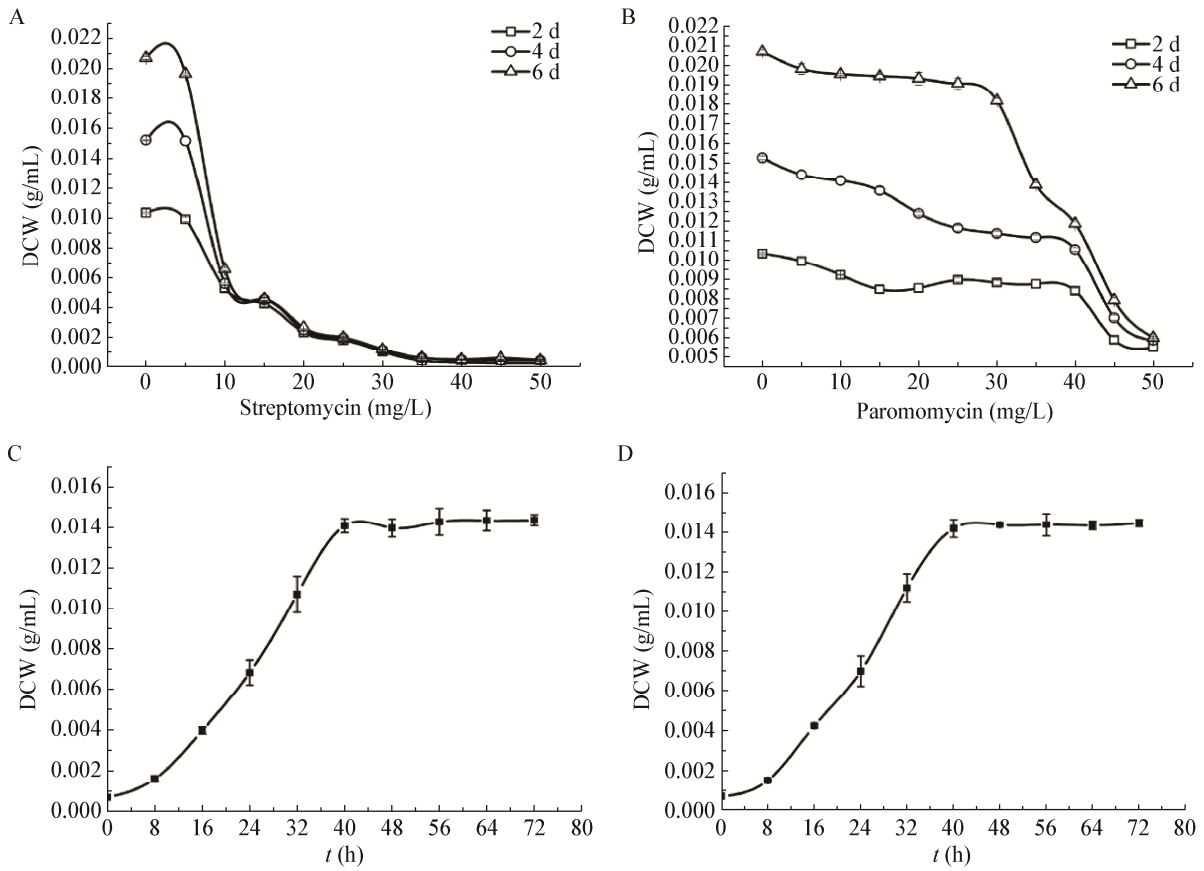 A
0.022
0.020
0.018
0.016
0.014
0.012
0.010
0.008
0.006
0.004
0.002
0.000
DCW (g/mL)
2 d
4 d
6 d
0 10 20 30 40 50
Streptomycin (mg/L)
B
0.022
0.021
0.020
0.019
0.018
0.017
0.016
0.015
0.014
0.013
0.012
0.011
0.010
0.009
0.008
0.007
0.006
0.005
DCW (g/mL)
2 d
4 d
6 d
0 10 20 30 40 50
Paromomycin (mg/L)
C
0.016
0.014
0.012
0.010
0.008
0.006
0.004
0.002
0.000
DCW (g/mL)
0 8 16 24 32 40 48 56 64 72 80
t (h)
D
0.016
0.014
0.012
0.010
0.008
0.006
0.004
0.002
0.000
DCW (g/mL)
0 8 16 24 32 40 48 56 64 72 80
t (h)